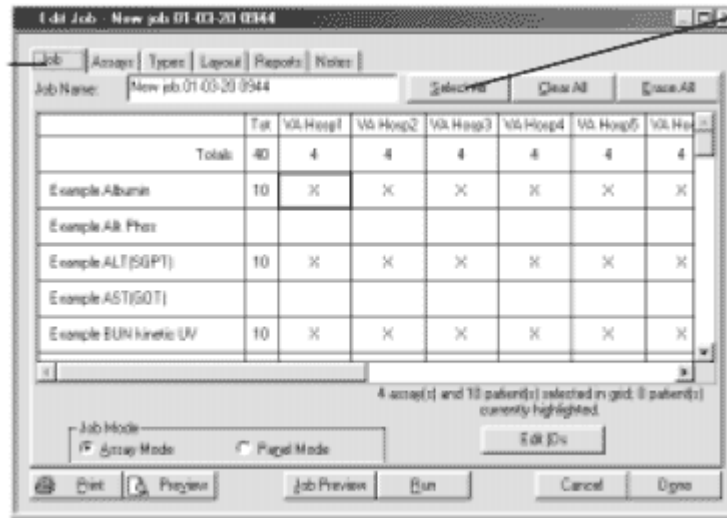 Edit Job - New job 01-03-20 0944
Job Assays Types Layout Reports Notes
Job Name: New job 01-03-20 0944 Select All Clear All Erase All
Tot VA Hosp1 VA Hosp2 VA Hosp3 VA Hosp4 VA Hosp5 VA Ho
Totals 40 4 4 4 4 4 4
Example Albumin 10 X X X X X X
Example Alk Phos
Example ALT(SGPT) 10 X X X X X X
Example AST(GOT)
Example BUN kinetic UV 10 X X X X X X
4 assay(s) and 10 patient(s) selected in grid; 0 patient(s)
currently highlighted.
Job Mode
Assay Mode Panel Mode
Edit IDs
Print Preview Job Preview Run Cancel Done